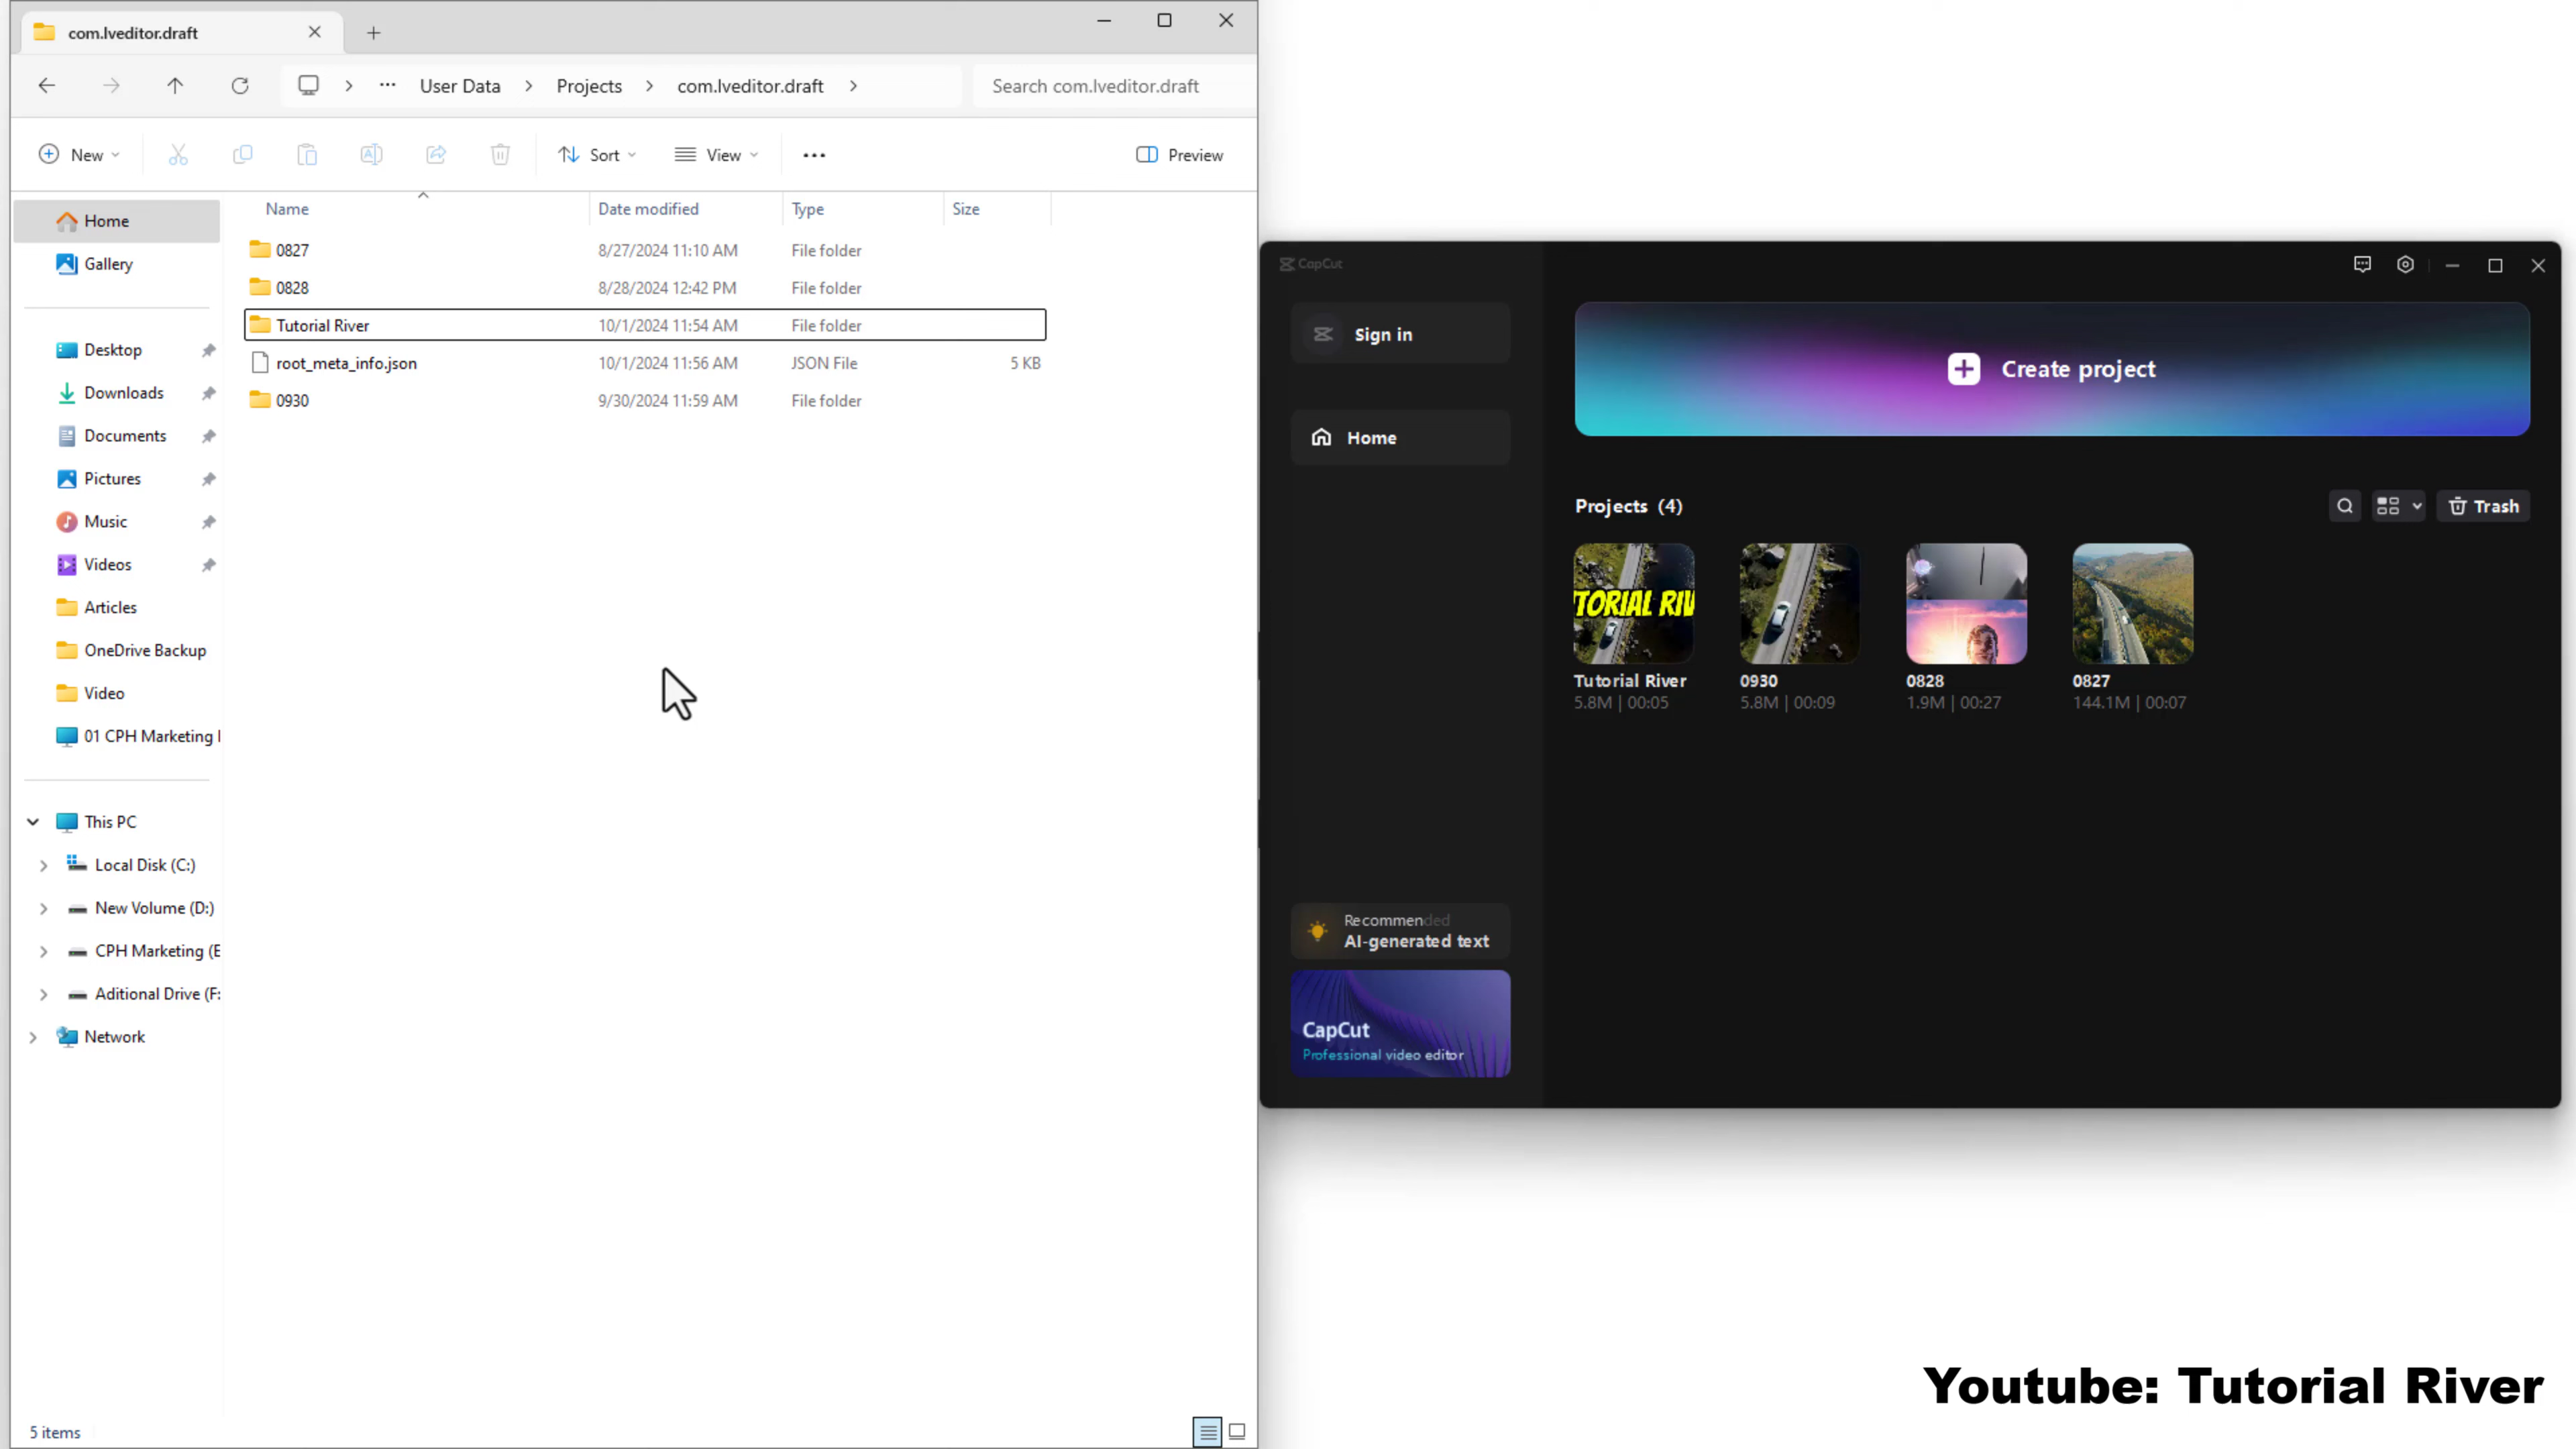 com.lveditor.draft
User Data
Projects
com.lveditor.draft
Search com.lveditor.draft
New
Sort
View
Preview
Name
Date modified
Type
Size
0827
8/27/2024 11:10 AM
File folder
0828
8/28/2024 12:42 PM
File folder
Tutorial River
10/1/2024 11:54 AM
File folder
root_meta_info.json
10/1/2024 11:56 AM
JSON File
5 KB
0930
9/30/2024 11:59 AM
File folder
Home
Gallery
Desktop
Downloads
Documents
Pictures
Music
Videos
Articles
OneDrive Backup
Video
01 CPH Marketing
This PC
Local Disk (C:)
New Volume (D:)
CPH Marketing (E
Aditional Drive (F:
Network
5 items
CapCut
Sign in
Home
Recommended
AI-generated text
CapCut
Professional video editor
Create project
Projects (4)
Trash
TORIAL RIV
Tutorial River
5.8M | 00:05
0930
5.8M | 00:09
0828
1.9M | 00:27
0827
144.1M | 00:07
Youtube: Tutorial River